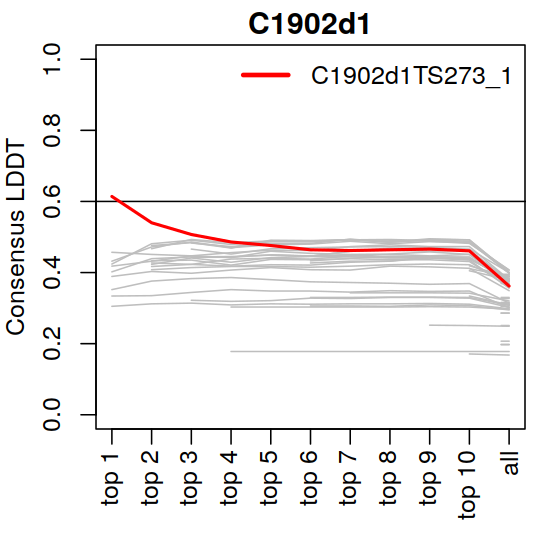 C1902d1
C1902d1TS273_1
Consensus LDDT
1.0
0.8
0.6
0.4
0.2
0.0
top 1
top 2
top 3
top 4
top 5
top 6
top 7
top 8
top 9
top 10
all